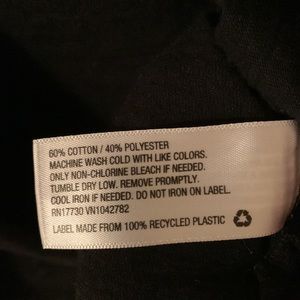 60% COTTON / 40% POLYESTER
MACHINE WASH COLD WITH LIKE COLORS.
ONLY NON-CHLORINE BLEACH IF NEEDED.
TUMBLE DRY LOW. REMOVE PROMPTLY.
COOL IRON IF NEEDED. DO NOT IRON ON LABEL.
RN17730 VN1042782
LABEL MADE FROM 100% RECYCLED PLASTIC